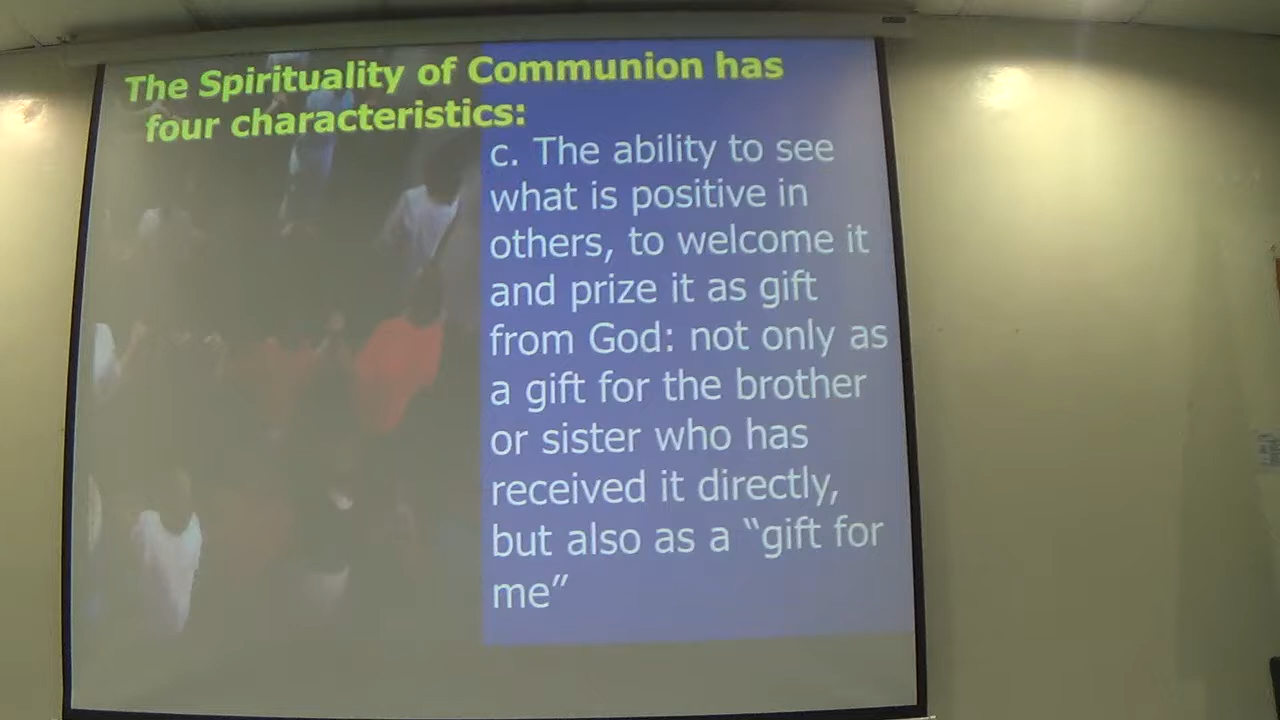 The Spirituality of Communion has
four characteristics:
c. The ability to see
what is positive in
others, to welcome it
and prize it as gift
from God: not only as
a gift for the brother
or sister who has
received it directly,
but also as a “gift for
me”